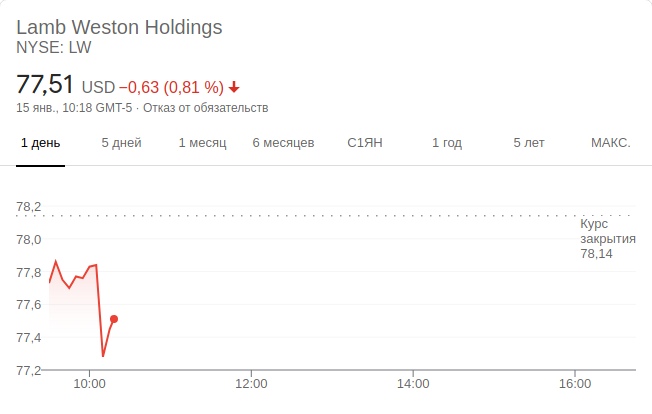 Lamb Weston Holdings
NYSE: LW
77,51 USD −0,63 (0,81 %)
15 янв., 10:18 GMT-5 · Отказ от обязательств
1 день 5 дней 1 месяц 6 месяцев С1ЯН 1 год 5 лет МАКС.
78,2
Курс
78,0 закрытия
78,14
77,8
77,6
77,4
77,2
10:00 12:00 14:00 16:00